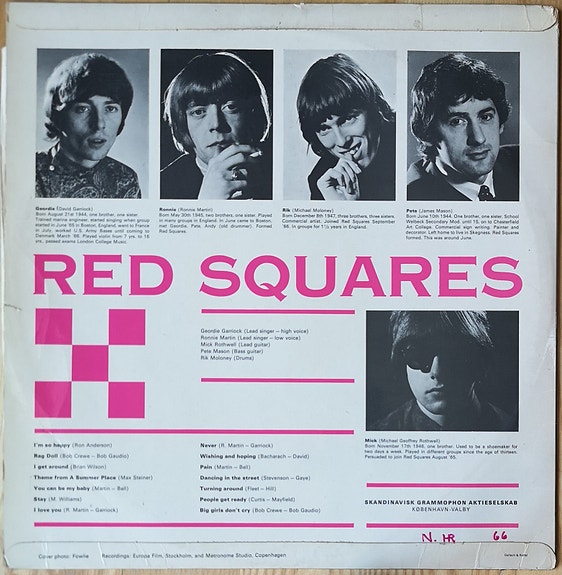 Geordie (David Garriock)
Born August 21st 1944, one brother, one sister.
Trained marine engineer, started singing when group
started in June '65 in Boston, England, went to France
in July, worked U.S. Army Bases until coming to
Denmark March '66. Played violin from 7 yrs. to 16
yrs., passed seems London College Music.
Ronnie (Ronnie Martin)
Born May 30th 1945, two brothers, one sister. Played
in many groups in England. In June came to Boston,
met Geordie, Pete, Andy (old drummer). Formed
Red Squares.
Rik (Michael Moloney)
Born December 8th 1947, three brothers, three sisters.
Commercial artist. Joined Red Squares September
'66. In groups for 1½ years in England.
Pete (James Mason)
Born June 10th 1944. One brother, one sister, School
Welbeck Secondary Mod. until 15, on to Chesterfield
Art College. Commercial sign writing. Painter and
decorator. Left home to live in Skegness. Red Squares
formed. This was around June.
RED SQUARES
Geordie Garriock (Lead singer – high voice)
Ronnie Martin (Lead singer – low voice)
Mick Rothwell (Lead guitar)
Pete Mason (Bass guitar)
Rik Moloney (Drums)
Mick (Michael Geoffrey Rothwell)
Born November 17th 1946, one brother. Used to be a shoemaker for
two days a week. Played in different groups since the age of thirteen.
Persuaded to join Red Squares August '65.
I'm so happy (Ron Anderson)
Rag Doll (Bob Crewe – Bob Gaudio)
I get around (Brian Wilson)
Theme from A Summer Place (Max Steiner)
You can be my baby (Martin – Bell)
Stay (M. Williams)
I love you (R. Martin – Garriock)
Never (R. Martin – Garriock)
Wishing and hoping (Bacharach – David)
Pain (Martin – Bell)
Dancing in the street (Stevenson – Gaye)
Turning around (Fleet – Hill)
People get ready (Curtis – Mayfield)
Big girls don't cry (Bob Crewe – Bob Gaudio)
SKANDINAVISK GRAMMOPHON AKTIESELSKAB
KØBENHAVN-VALBY
N. HR. 66
Cover photo: Fowlie Recordings: Europa Film, Stockholm, and Metronome Studio, Copenhagen